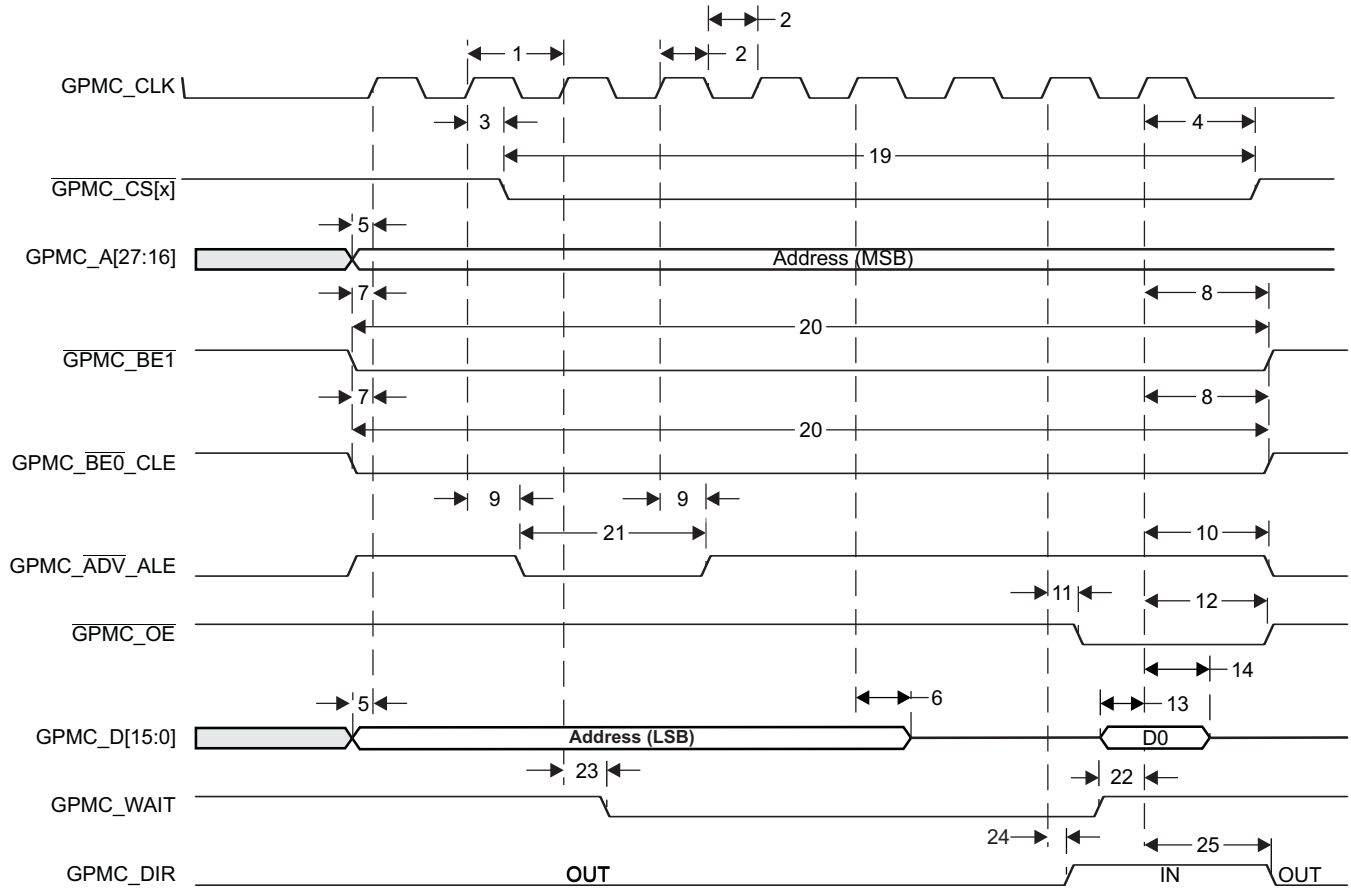 2
1
2
GPMC_CLK
3
4
19
GPMC_CS[x]
5
GPMC_A[27:16]
Address (MSB)
7
8
20
GPMC_BE1
7
8
20
GPMC_BE0_CLE
9
9
21
10
GPMC_ADV_ALE
11
12
GPMC_OE
14
5
6
13
GPMC_D[15:0]
Address (LSB)
D0
23
22
GPMC_WAIT
24
25
GPMC_DIR
OUT
IN
OUT